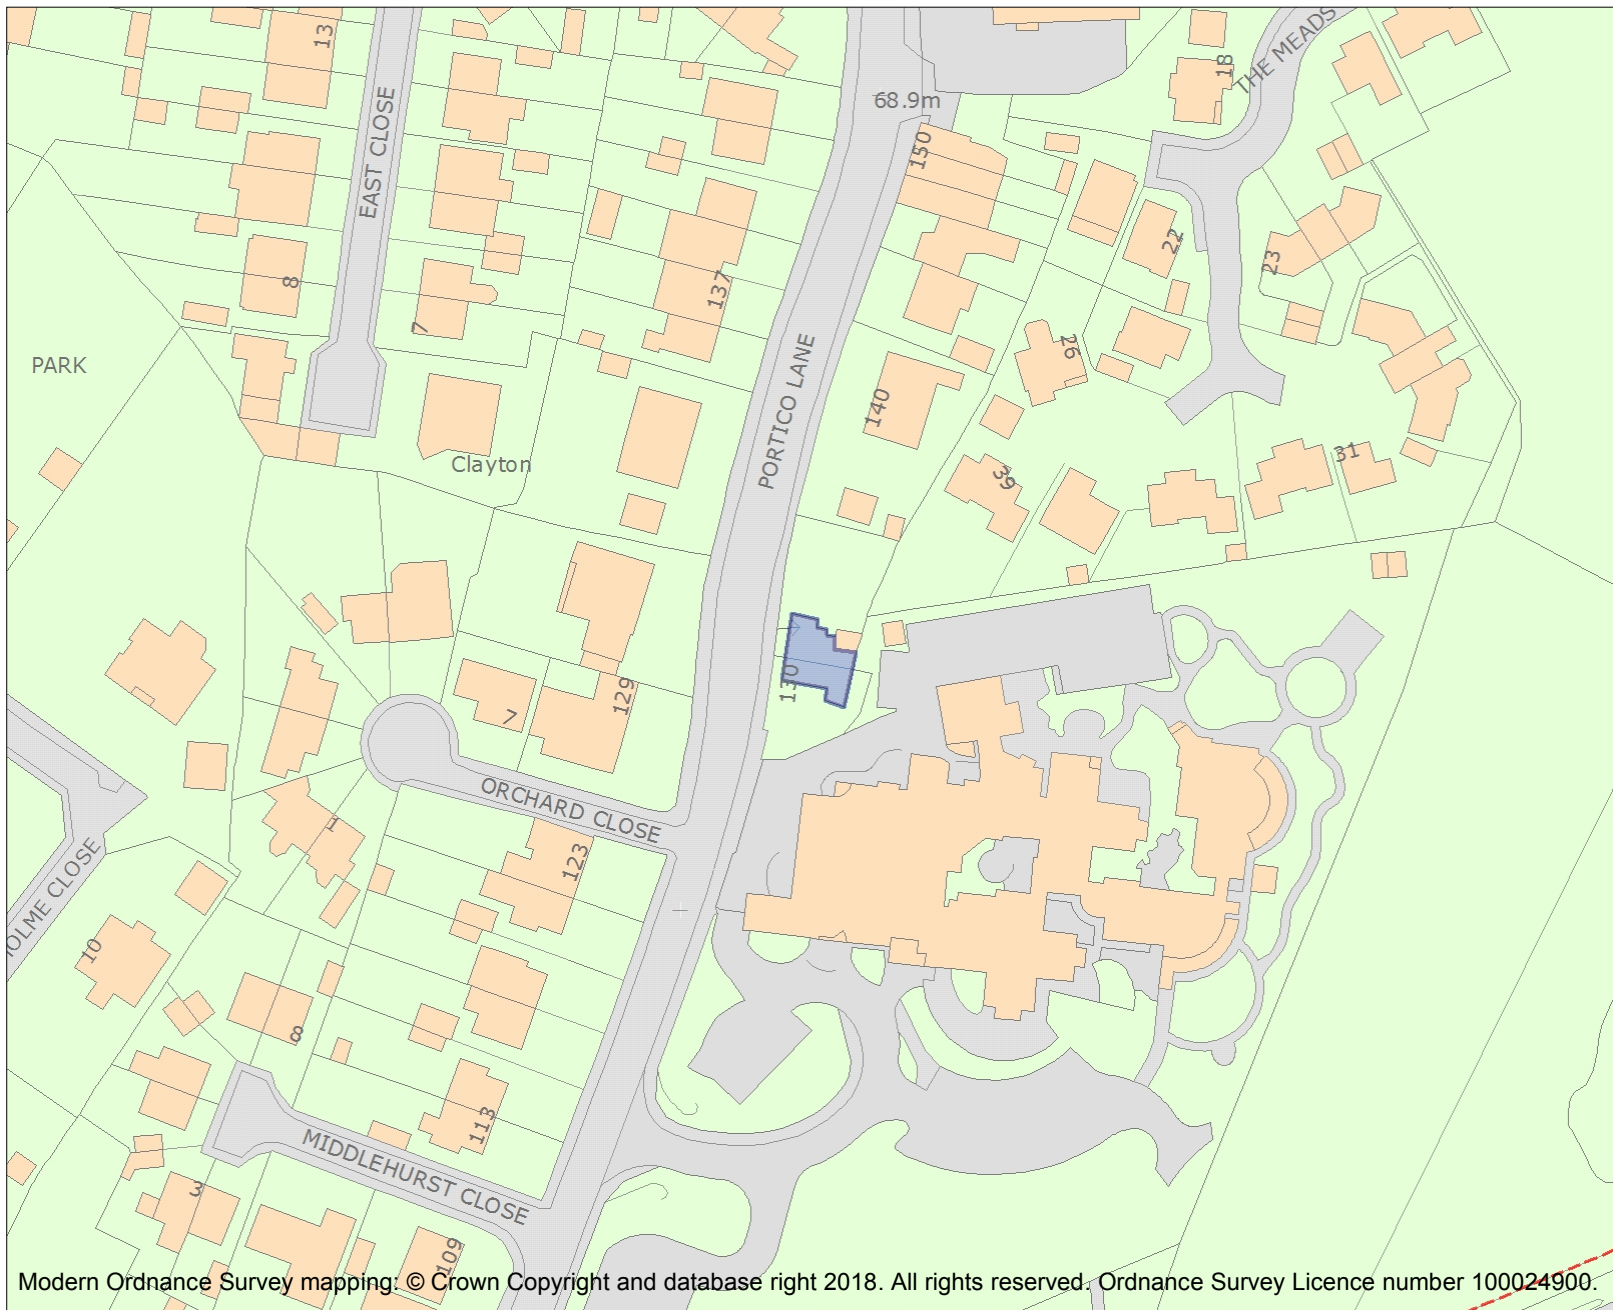 13
EAST CLOSE
68.9m
150
18
THE MEADS
22
23
8
137
7
PARK
PORTICO LANE
26
140
Clayton
39
31
130
129
7
ORCHARD CLOSE
1
123
OLME CLOSE
10
8
113
MIDDLEHURST CLOSE
3
109
Modern Ordnance Survey mapping: © Crown Copyright and database right 2018. All rights reserved. Ordnance Survey Licence number 100024900.